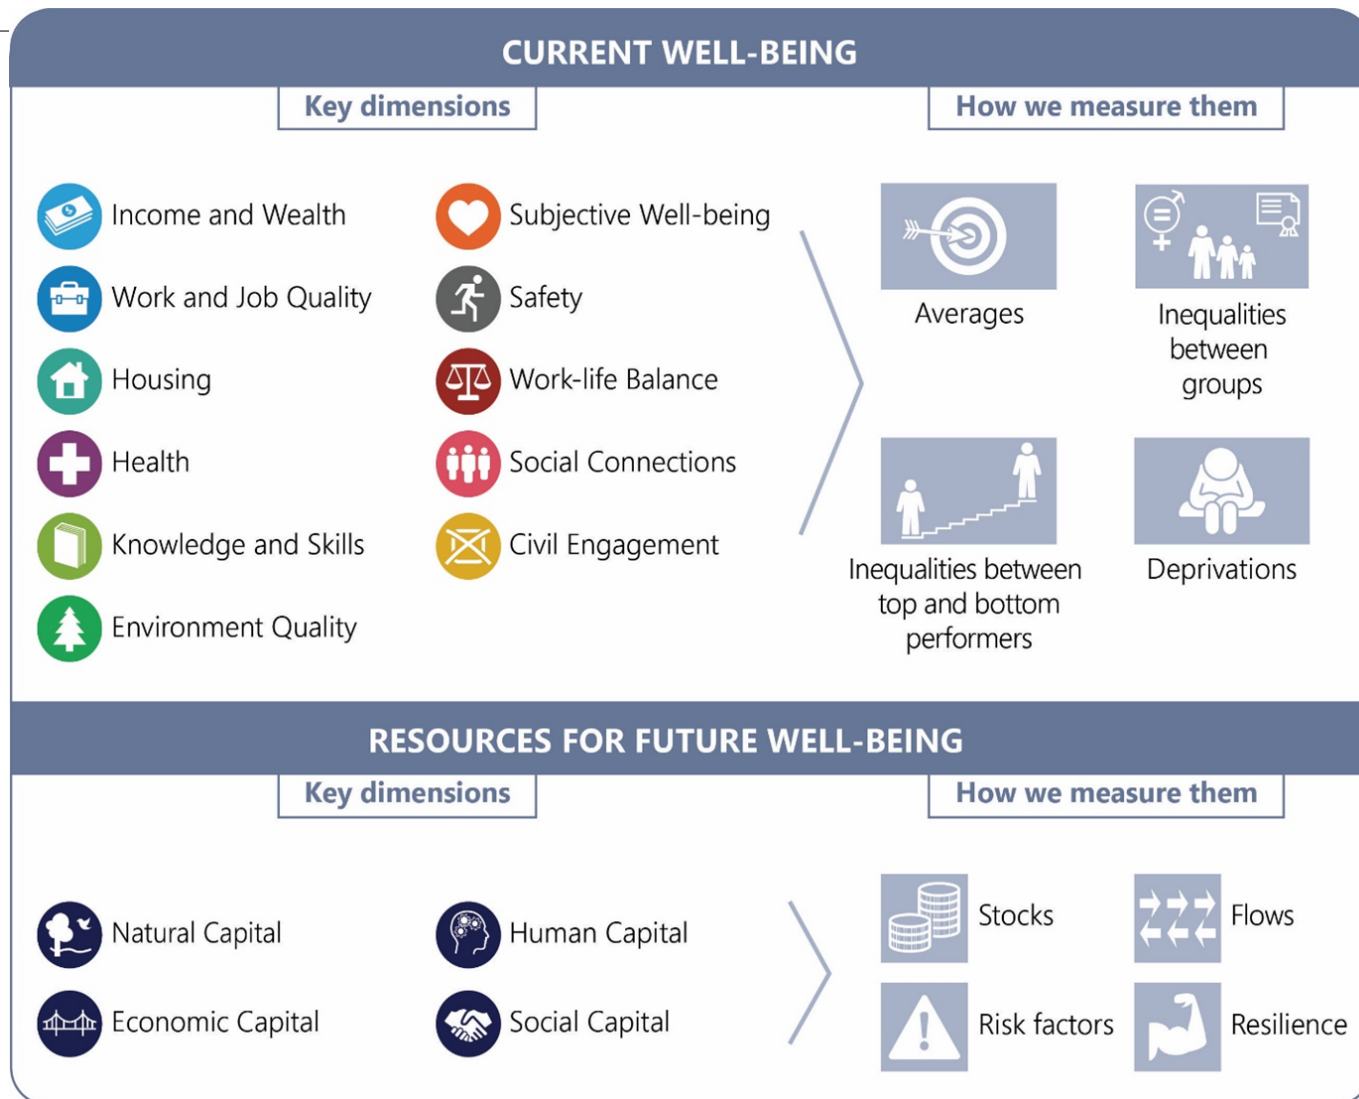 CURRENT WELL-BEING
Key dimensions
How we measure them
Income and Wealth
Subjective Well-being
Work and Job Quality
Safety
Housing
Work-life Balance
Health
Social Connections
Knowledge and Skills
Civil Engagement
Environment Quality
Averages
Inequalities
between
groups
Inequalities between
top and bottom
performers
Deprivations
RESOURCES FOR FUTURE WELL-BEING
Key dimensions
How we measure them
Natural Capital
Human Capital
Economic Capital
Social Capital
Stocks
Flows
Risk factors
Resilience